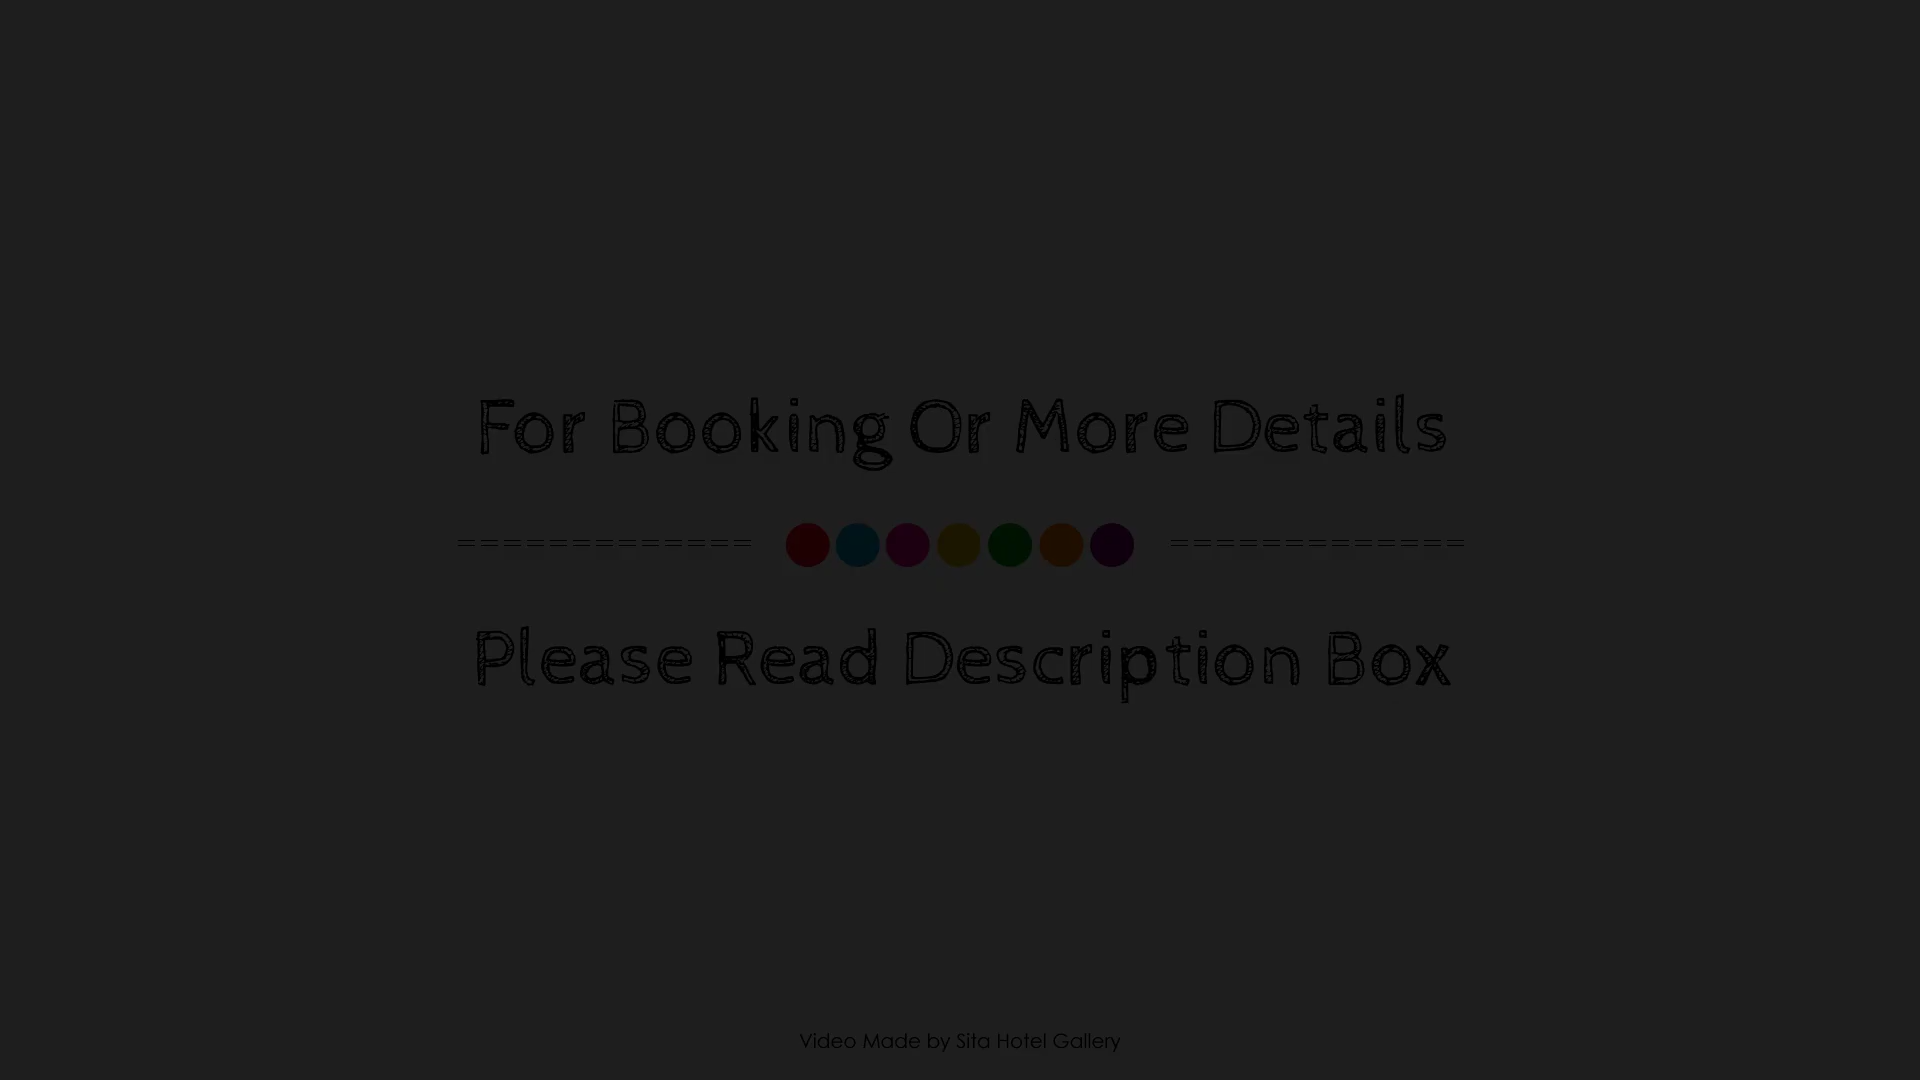 For Booking Or More Details
============= =============
Please Read Description Box
Video Made by Sita Hotel Gallery